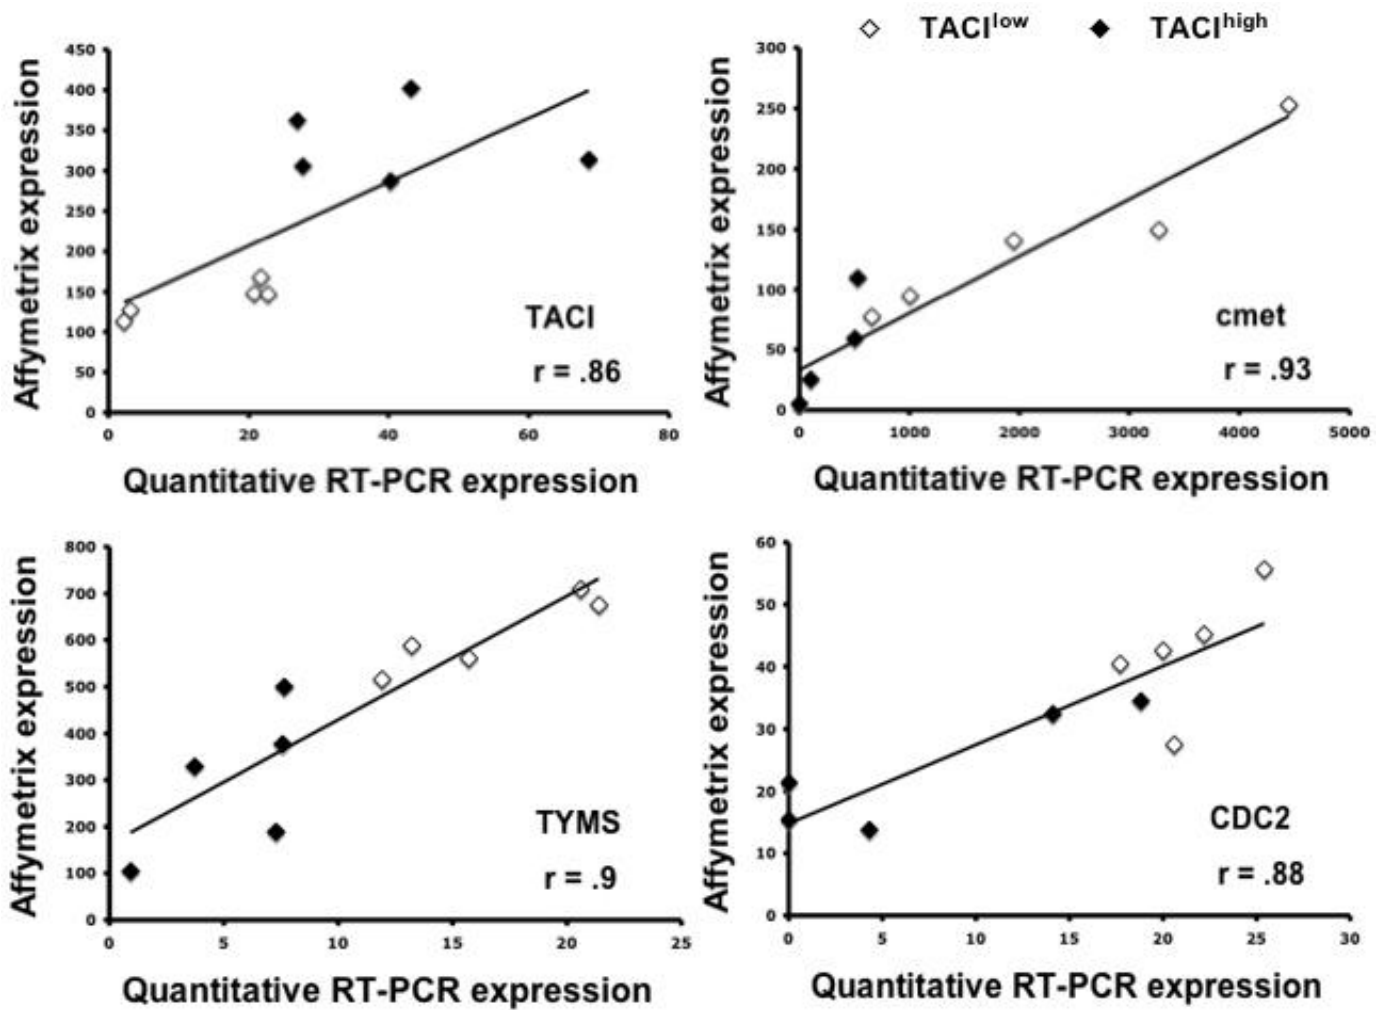 TACIlow TACIhigh
Affymetrix expression
450
400
350
300
250
200
150
100
50
0
0 20 40 60 80
TACI
r = .86
Quantitative RT-PCR expression
Affymetrix expression
300
250
200
150
100
50
0
0 1000 2000 3000 4000 5000
cmet
r = .93
Quantitative RT-PCR expression
Affymetrix expression
800
700
600
500
400
300
200
100
0
0 5 10 15 20 25
TYMS
r = .9
Quantitative RT-PCR expression
Affymetrix expression
60
50
40
30
20
10
0
0 5 10 15 20 25 30
CDC2
r = .88
Quantitative RT-PCR expression